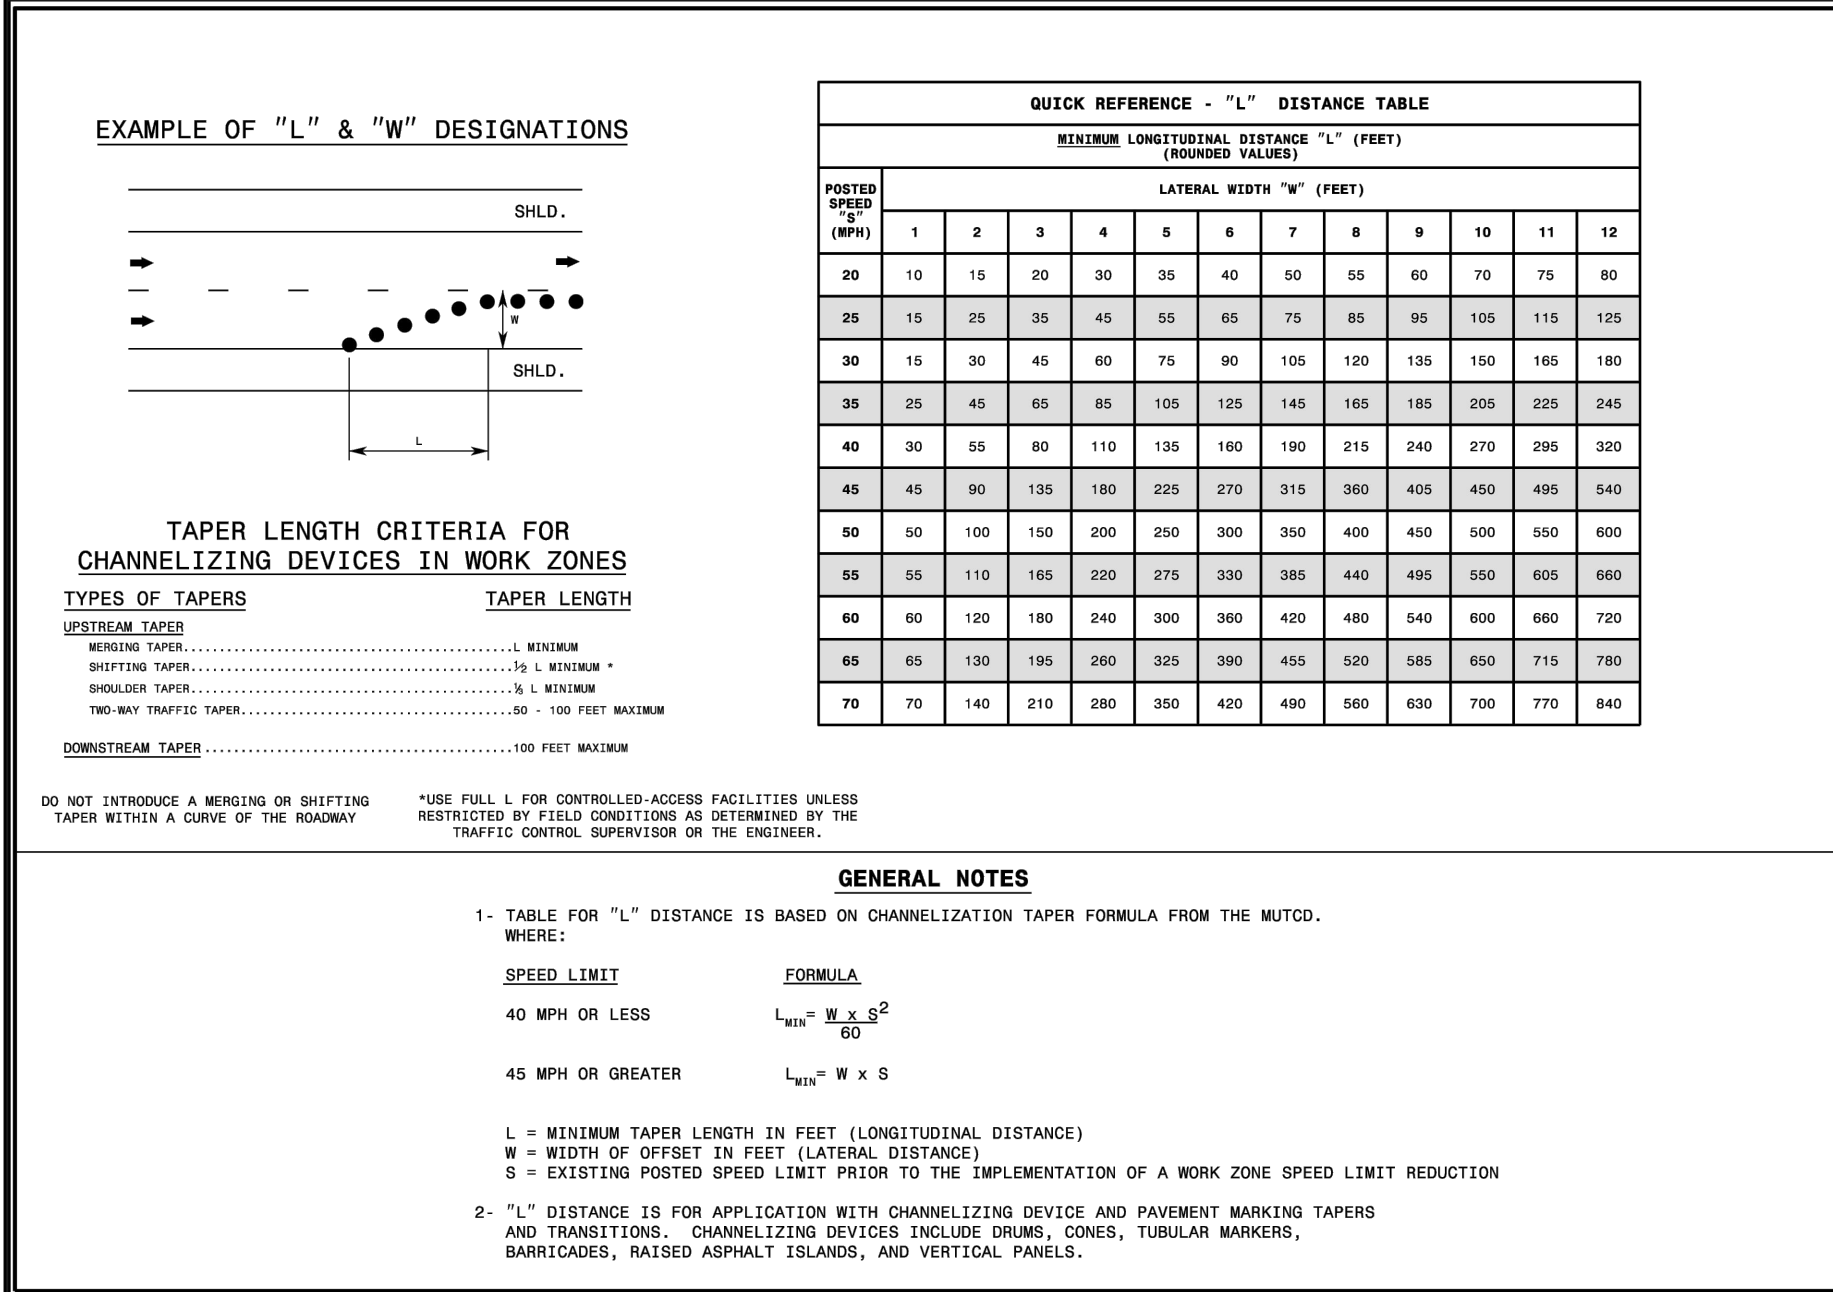 EXAMPLE OF "L" & "W" DESIGNATIONS
SHLD.
W
SHLD.
L
TAPER LENGTH CRITERIA FOR
CHANNELIZING DEVICES IN WORK ZONES
TYPES OF TAPERS TAPER LENGTH
UPSTREAM TAPER
MERGING TAPER.............................................L MINIMUM
SHIFTING TAPER............................................½ L MINIMUM *
SHOULDER TAPER............................................⅓ L MINIMUM
TWO-WAY TRAFFIC TAPER.....................................50 - 100 FEET MAXIMUM
DOWNSTREAM TAPER..........................................100 FEET MAXIMUM
DO NOT INTRODUCE A MERGING OR SHIFTING
TAPER WITHIN A CURVE OF THE ROADWAY
*USE FULL L FOR CONTROLLED-ACCESS FACILITIES UNLESS
RESTRICTED BY FIELD CONDITIONS AS DETERMINED BY THE
TRAFFIC CONTROL SUPERVISOR OR THE ENGINEER.
QUICK REFERENCE - "L" DISTANCE TABLE
MINIMUM LONGITUDINAL DISTANCE "L" (FEET)
(ROUNDED VALUES)
POSTED
SPEED
"S"
(MPH)
LATERAL WIDTH "W" (FEET)
1 2 3 4 5 6 7 8 9 10 11 12
20 10 15 20 30 35 40 50 55 60 70 75 80
25 15 25 35 45 55 65 75 85 95 105 115 125
30 15 30 45 60 75 90 105 120 135 150 165 180
35 25 45 65 85 105 125 145 165 185 205 225 245
40 30 55 80 110 135 160 190 215 240 270 295 320
45 45 90 135 180 225 270 315 360 405 450 495 540
50 50 100 150 200 250 300 350 400 450 500 550 600
55 55 110 165 220 275 330 385 440 495 550 605 660
60 60 120 180 240 300 360 420 480 540 600 660 720
65 65 130 195 260 325 390 455 520 585 650 715 780
70 70 140 210 280 350 420 490 560 630 700 770 840
GENERAL NOTES
1- TABLE FOR "L" DISTANCE IS BASED ON CHANNELIZATION TAPER FORMULA FROM THE MUTCD.
WHERE:
SPEED LIMIT FORMULA
40 MPH OR LESS L MIN = W x S²
60
45 MPH OR GREATER L MIN = W x S
L = MINIMUM TAPER LENGTH IN FEET (LONGITUDINAL DISTANCE)
W = WIDTH OF OFFSET IN FEET (LATERAL DISTANCE)
S = EXISTING POSTED SPEED LIMIT PRIOR TO THE IMPLEMENTATION OF A WORK ZONE SPEED LIMIT REDUCTION
2- "L" DISTANCE IS FOR APPLICATION WITH CHANNELIZING DEVICE AND PAVEMENT MARKING TAPERS
AND TRANSITIONS. CHANNELIZING DEVICES INCLUDE DRUMS, CONES, TUBULAR MARKERS,
BARRICADES, RAISED ASPHALT ISLANDS, AND VERTICAL PANELS.